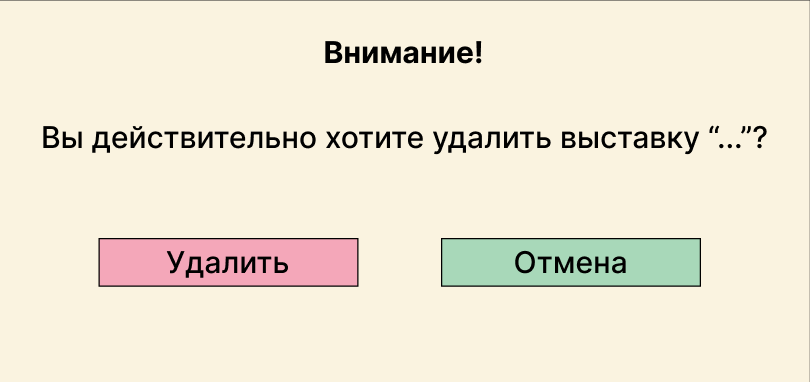 Внимание!
Вы действительно хотите удалить выставку “...”?
Удалить
Отмена